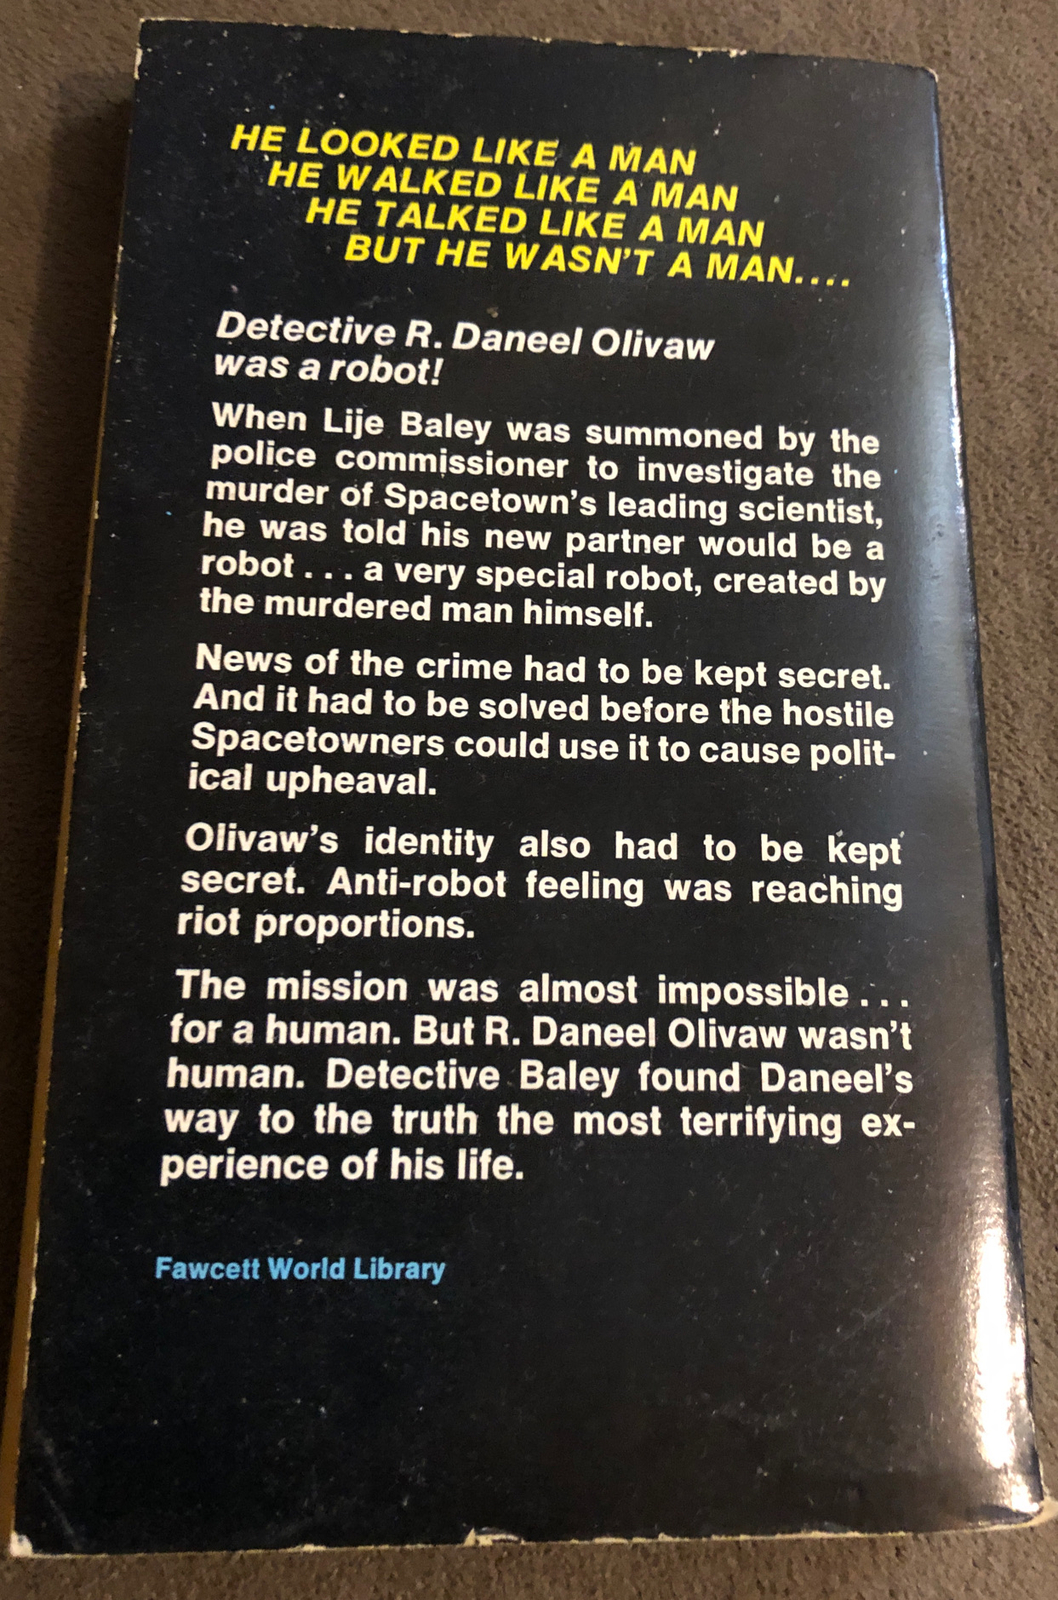 HE LOOKED LIKE A MAN
HE WALKED LIKE A MAN
HE TALKED LIKE A MAN
BUT HE WASN'T A MAN....
Detective R. Daneel Olivaw
was a robot!
When Lije Baley was summoned by the
police commissioner to investigate the
murder of Spacetown's leading scientist,
he was told his new partner would be a
robot . . . a very special robot, created by
the murdered man himself.
News of the crime had to be kept secret.
And it had to be solved before the hostile
Spacetowners could use it to cause polit-
ical upheaval.
Olivaw's identity also had to be kept
secret. Anti-robot feeling was reaching
riot proportions.
The mission was almost impossible . . .
for a human. But R. Daneel Olivaw wasn't
human. Detective Baley found Daneel's
way to the truth the most terrifying ex-
perience of his life.
Fawcett World Library